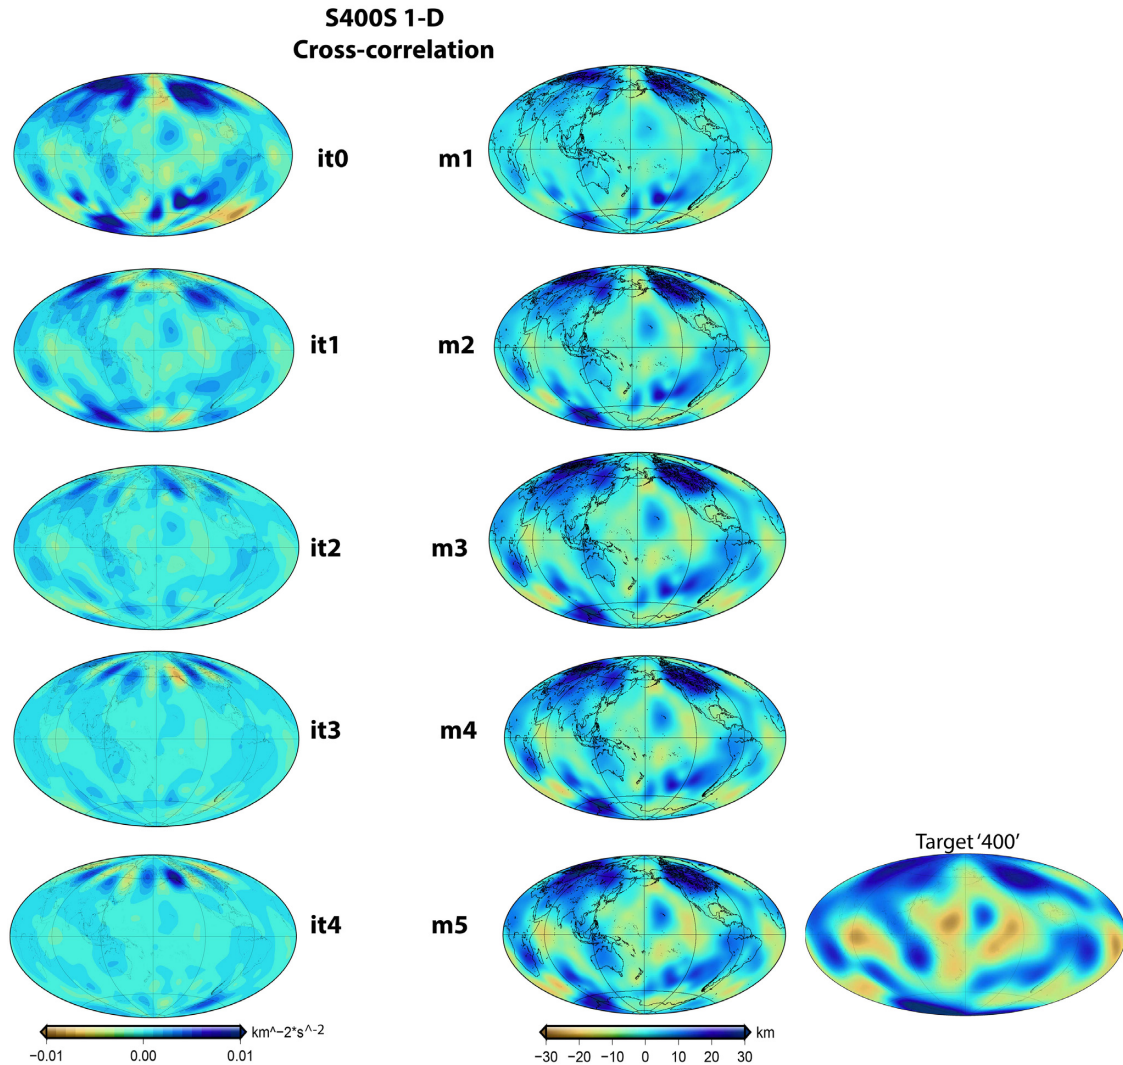 S400S 1-D
Cross-correlation
it0
m1
it1
m2
it2
m3
it3
m4
Target ‘400’
it4
m5
km^−2*s^-2
−0.01 0.00 0.01
km
−30 −20 −10 0 10 20 30